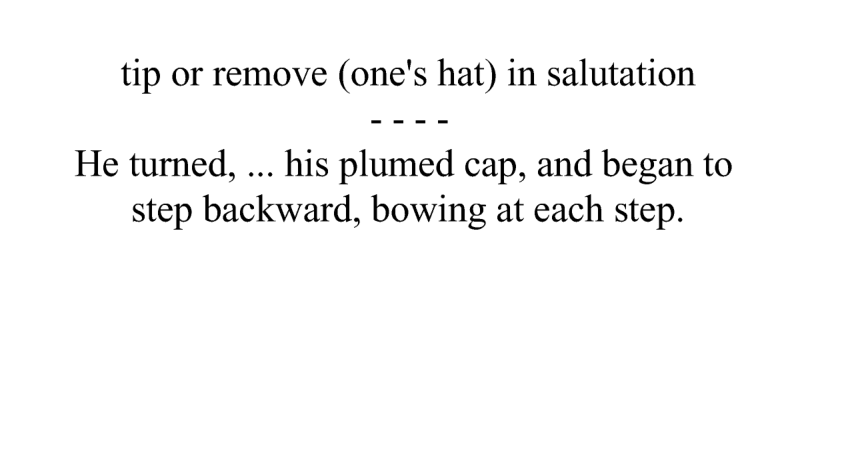 tip or remove (one's hat) in salutation
- - - -
He turned, ... his plumed cap, and began to
step backward, bowing at each step.